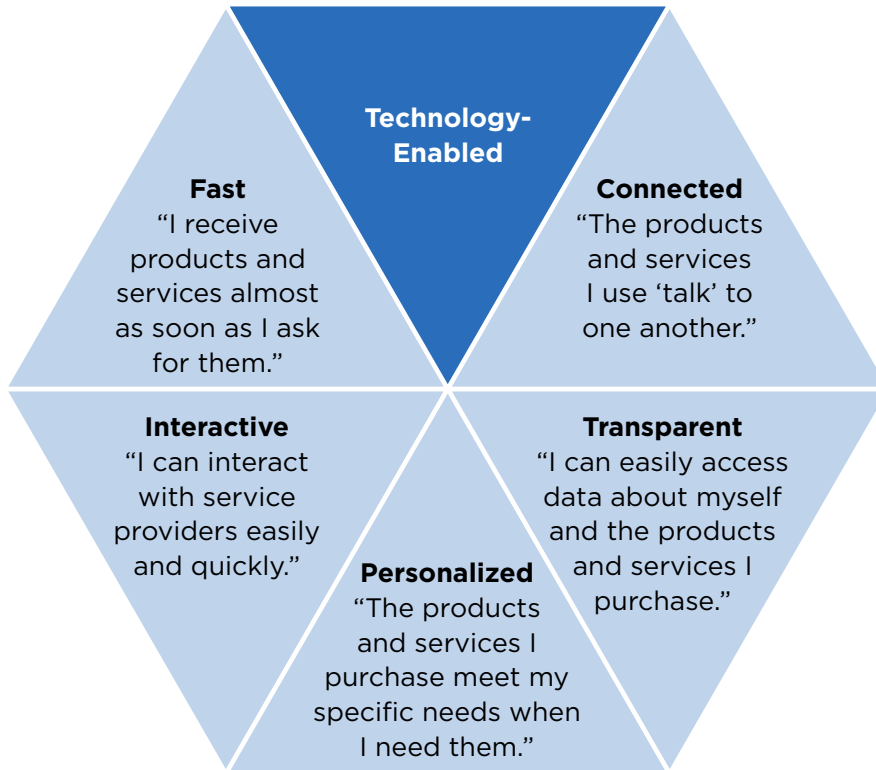 Technology-
Enabled
Fast
“I receive
products and
services almost
as soon as I ask
for them.”
Connected
“The products
and services
I use ‘talk’ to
one another.”
Interactive
“I can interact
with service
providers easily
and quickly.”
Transparent
“I can easily access
data about myself
and the products
and services I
purchase.”
Personalized
“The products
and services I
purchase meet my
specific needs when
I need them.”